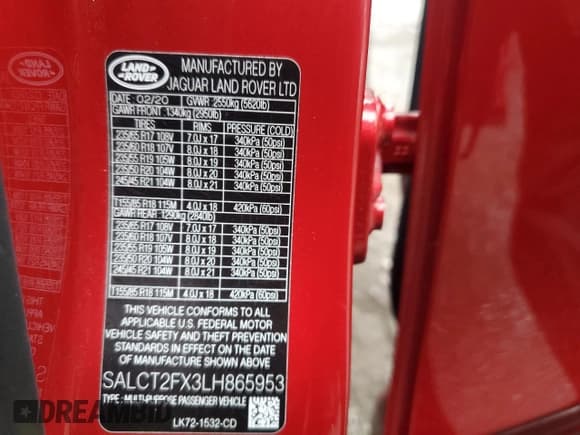 LAND ROVER
MANUFACTURED BY
JAGUAR LAND ROVER LTD
DATE 02/20 GVWR 2550kg (5620lb)
GAWR FRONT 1340kg (2950lb)
TIRES RIMS PRESSURE (COLD)
235/65 R17 108V 7.0J x 17 340kPa (50psi)
235/60 R18 107V 8.0J x 18 340kPa (50psi)
235/55 R19 105W 8.0J x 19 340kPa (50psi)
235/50 R20 104W 8.0J x 20 340kPa (50psi)
245/45 R21 104W 8.0J x 21 340kPa (50psi)
T155/85 R18 115M 4.0J x 18 420kPa (60psi)
GAWR REAR 1290kg (2840lb)
235/65 R17 108V 7.0J x 17 340kPa (50psi)
235/60 R18 107V 8.0J x 18 340kPa (50psi)
235/55 R19 105W 8.0J x 19 340kPa (50psi)
235/50 R20 104W 8.0J x 20 340kPa (50psi)
245/45 R21 104W 8.0J x 21 340kPa (50psi)
T155/85 R18 115M 4.0J x 18 420kPa (60psi)
THIS VEHICLE CONFORMS TO ALL
APPLICABLE U.S. FEDERAL MOTOR
VEHICLE SAFETY AND THEFT PREVENTION
STANDARDS IN EFFECT ON THE DATE
OF MANUFACTURE SHOWN ABOVE
SALCT2FX3LH865953
TYPE : MULTI-PURPOSE PASSENGER VEHICLE
LK72-1532-CD
DREAMBID